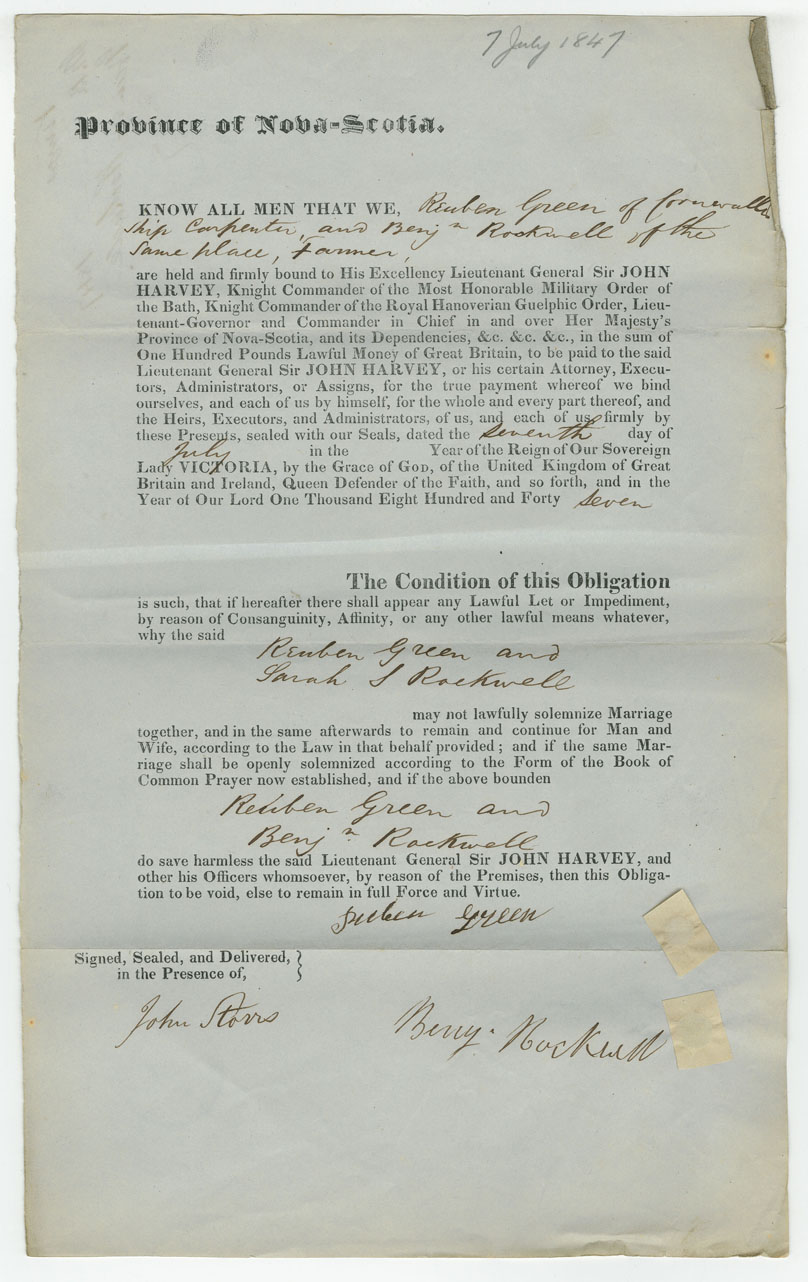 7 July 1847
Province of Nova-Scotia.
KNOW ALL MEN THAT WE, Reuben Green of Cornwallis
Ship Carpenter, and Benjn Rockwell of the
Same place, Farmer,
are held and firmly bound to His Excellency Lieutenant General Sir JOHN
HARVEY, Knight Commander of the Most Honorable Military Order of
the Bath, Knight Commander of the Royal Hanoverian Guelphic Order, Lieu-
tenant-Governor and Commander in Chief in and over Her Majesty's
Province of Nova-Scotia, and its Dependencies, &c. &c. &c., in the sum of
One Hundred Pounds Lawful Money of Great Britain, to be paid to the said
Lieutenant General Sir JOHN HARVEY, or his certain Attorney, Execu-
tors, Administrators, or Assigns, for the true payment whereof we bind
ourselves, and each of us by himself, for the whole and every part thereof, and
the Heirs, Executors, and Administrators, of us, and each of us, firmly by
these Presents, sealed with our Seals, dated the seventh day of
July in the Year of the Reign of Our Sovereign
Lady VICTORIA, by the Grace of GOD, of the United Kingdom of Great
Britain and Ireland, Queen Defender of the Faith, and so forth, and in the
Year of Our Lord One Thousand Eight Hundred and Forty seven
The Condition of this Obligation
is such, that if hereafter there shall appear any Lawful Let or Impediment,
by reason of Consanguinity, Affinity, or any other lawful means whatever,
why the said
Reuben Green and
Sarah S Rockwell
may not lawfully solemnize Marriage
together, and in the same afterwards to remain and continue for Man and
Wife, according to the Law in that behalf provided; and if the same Mar-
riage shall be openly solemnized according to the Form of the Book of
Common Prayer now established, and if the above bounden
Reuben Green and
Benjn Rockwell
do save harmless the said Lieutenant General Sir JOHN HARVEY, and
other his Officers whomsoever, by reason of the Premises, then this Obliga-
tion to be void, else to remain in full Force and Virtue.
Reuben Green
Signed, Sealed, and Delivered, }
in the Presence of,
John Storrs
Benj. Rockwell